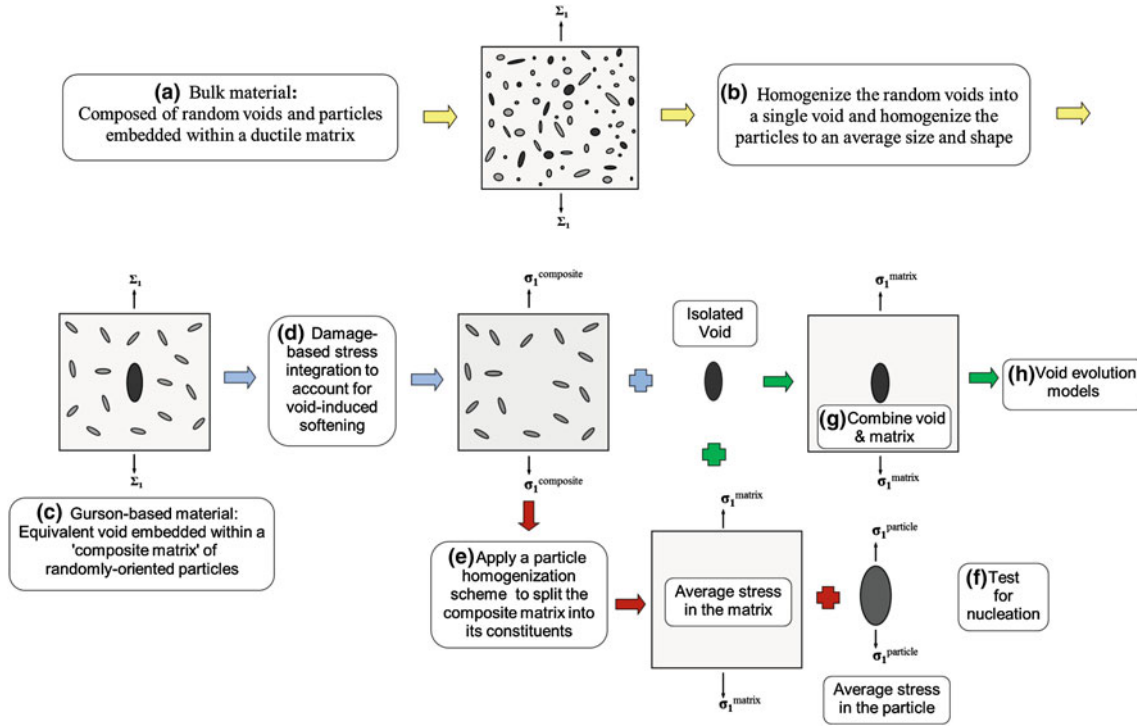 Σ₁
(a) Bulk material:
Composed of random voids and particles
embedded within a ductile matrix
(b) Homogenize the random voids into
a single void and homogenize the
particles to an average size and shape
Σ₁
Σ₁
(d) Damage-
based stress
integration to
account for
void-induced
softening
σ₁composite
Isolated
Void
σ₁matrix
(g) Combine void
& matrix
(h) Void evolution
models
Σ₁
σ₁composite
σ₁matrix
(c) Gurson-based material:
Equivalent void embedded within a
'composite matrix' of
randomly-oriented particles
(e) Apply a particle
homogenization
scheme to split the
composite matrix into
its constituents
σ₁matrix
Average stress
in the matrix
σ₁matrix
σ₁particle
(f) Test
for
nucleation
σ₁particle
Average stress
in the particle